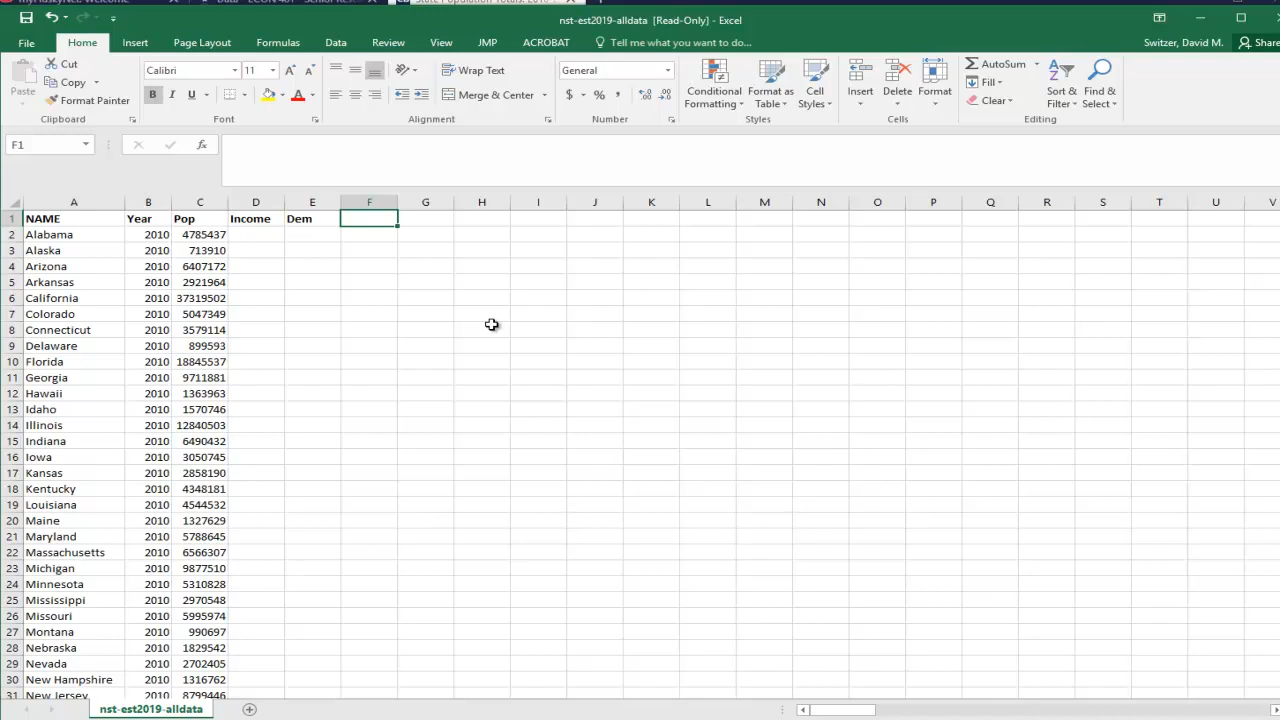 nst-est2019-alldata [Read-Only] - Excel
File Home Insert Page Layout Formulas Data Review View JMP ACROBAT Tell me what you want to do... Switzer, David M. Share
Paste
Cut
Copy
Format Painter
Clipboard
Calibri 11
B I U
Font
Wrap Text
Merge & Center
Alignment
General
$ % ,
Number
Conditional Formatting
Format as Table
Cell Styles
Styles
Insert Delete Format
Cells
AutoSum
Fill
Clear
Sort & Filter
Find & Select
Editing
F1 fx
A B C D E F G H I J K L M N O P Q R S T U V
1 NAME Year Pop Income Dem
2 Alabama 2010 4785437
3 Alaska 2010 713910
4 Arizona 2010 6407172
5 Arkansas 2010 2921964
6 California 2010 37319502
7 Colorado 2010 5047349
8 Connecticut 2010 3579114
9 Delaware 2010 899593
10 Florida 2010 18845537
11 Georgia 2010 9711881
12 Hawaii 2010 1363963
13 Idaho 2010 1570746
14 Illinois 2010 12840503
15 Indiana 2010 6490432
16 Iowa 2010 3050745
17 Kansas 2010 2858190
18 Kentucky 2010 4348181
19 Louisiana 2010 4544532
20 Maine 2010 1327629
21 Maryland 2010 5788645
22 Massachusetts 2010 6566307
23 Michigan 2010 9877510
24 Minnesota 2010 5310828
25 Mississippi 2010 2970548
26 Missouri 2010 5995974
27 Montana 2010 990697
28 Nebraska 2010 1829542
29 Nevada 2010 2702405
30 New Hampshire 2010 1316762
31 New Jersey 2010 8799446
nst-est2019-alldata